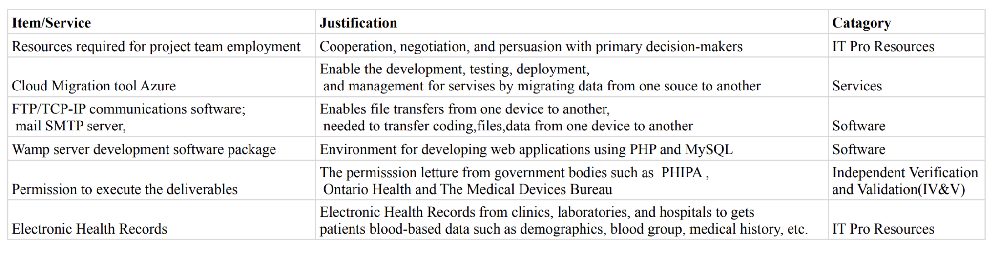 Item/Service Justification Catagory
Resources required for project team employment Cooperation, negotiation, and persuasion with primary decision-makers IT Pro Resources
Enable the development, testing, deployment,
Cloud Migration tool Azure and management for servises by migrating data from one souce to another Services
FTP/TCP-IP communications software; Enables file transfers from one device to another,
mail SMTP server, needed to transfer coding,files,data from one device to another Software
Wamp server development software package Environment for developing web applications using PHP and MySQL Software
The permisssion letture from government bodies such as PHIPA , Independent Verification
Permission to execute the deliverables Ontario Health and The Medical Devices Bureau and Validation(IV&V)
Electronic Health Records from clinics, laboratories, and hospitals to gets
Electronic Health Records patients blood-based data such as demographics, blood group, medical history, etc. IT Pro Resources